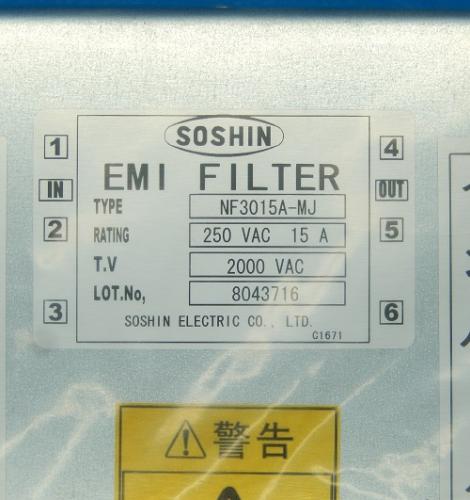 SOSHIN
1 4
EMI FILTER
IN OUT
TYPE NF3015A-MJ
2 RATING 250 VAC 15 A 5
T.V 2000 VAC
LOT.No, 8043716
3 6
SOSHIN ELECTRIC CO., LTD.
C1671
警告